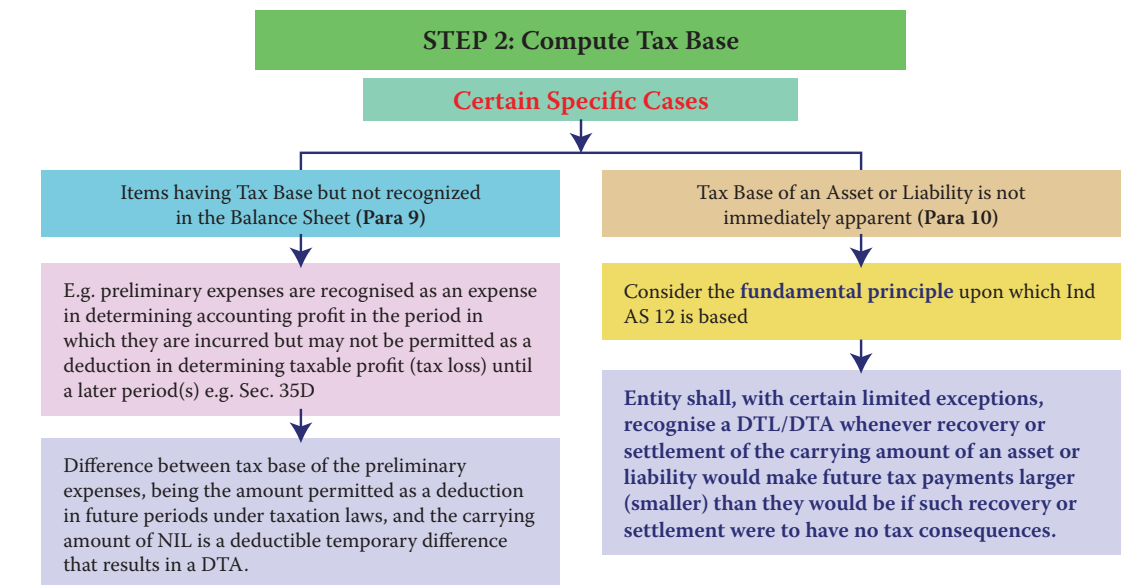 STEP 2: Compute Tax Base
Certain Specific Cases
Items having Tax Base but not recognized
in the Balance Sheet (Para 9)
E.g. preliminary expenses are recognised as an expense
in determining accounting profit in the period in
which they are incurred but may not be permitted as a
deduction in determining taxable profit (tax loss) until
a later period(s) e.g. Sec. 35D
Difference between tax base of the preliminary
expenses, being the amount permitted as a deduction
in future periods under taxation laws, and the carrying
amount of NIL is a deductible temporary difference
that results in a DTA.
Tax Base of an Asset or Liability is not
immediately apparent (Para 10)
Consider the fundamental principle upon which Ind
AS 12 is based
Entity shall, with certain limited exceptions,
recognise a DTL/DTA whenever recovery or
settlement of the carrying amount of an asset or
liability would make future tax payments larger
(smaller) than they would be if such recovery or
settlement were to have no tax consequences.